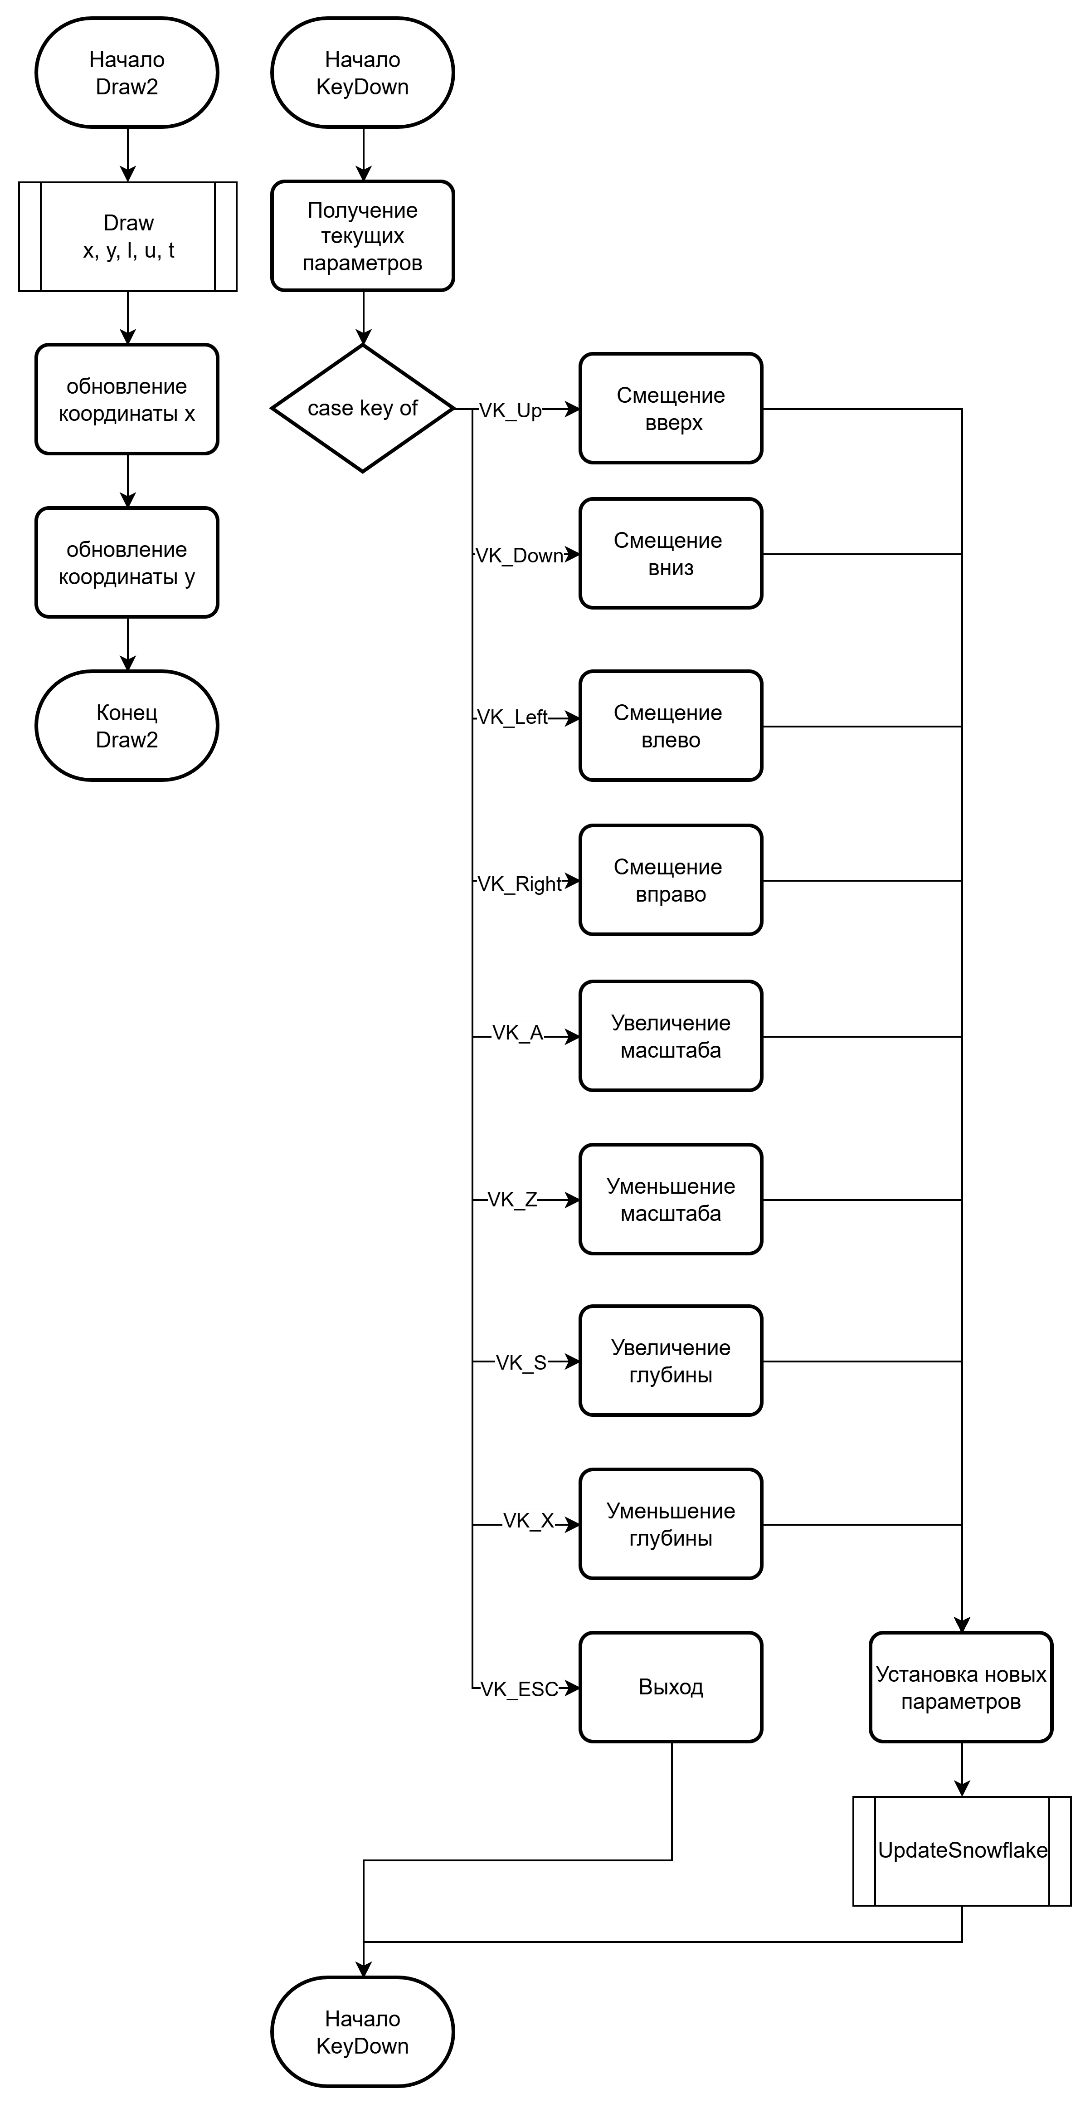 Начало
Draw2
Draw
x, y, l, u, t
обновление
координаты x
обновление
координаты y
Конец
Draw2
Начало
KeyDown
Получение
текущих
параметров
case key of
VK_Up
Смещение
вверх
VK_Down
Смещение
вниз
VK_Left
Смещение
влево
VK_Right
Смещение
вправо
VK_A
Увеличение
масштаба
VK_Z
Уменьшение
масштаба
VK_S
Увеличение
глубины
VK_X
Уменьшение
глубины
VK_ESC
Выход
Установка новых
параметров
UpdateSnowflake
Начало
KeyDown